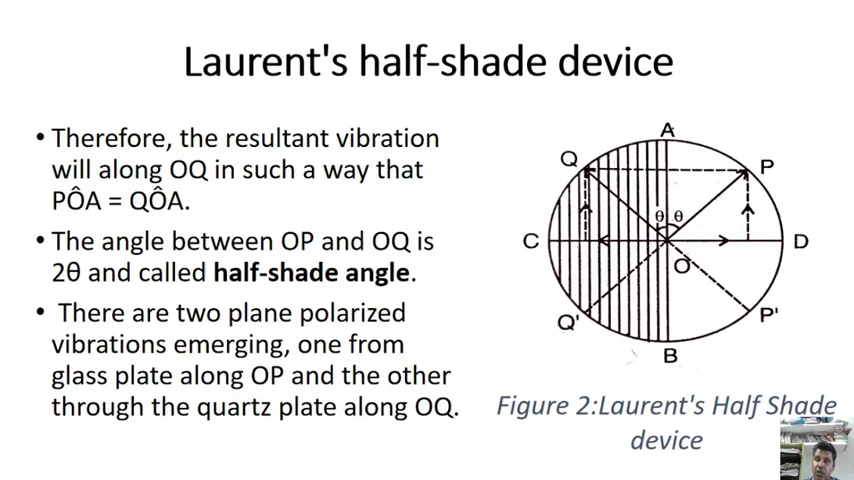 Laurent's half-shade device
• Therefore, the resultant vibration
will along OQ in such a way that
PÔA = QÔA.
• The angle between OP and OQ is
2θ and called half-shade angle.
• There are two plane polarized
vibrations emerging, one from
glass plate along OP and the other
through the quartz plate along OQ.
A
Q
P
θ θ
C
D
O
Q'
P'
B
Figure 2:Laurent's Half Shade
device